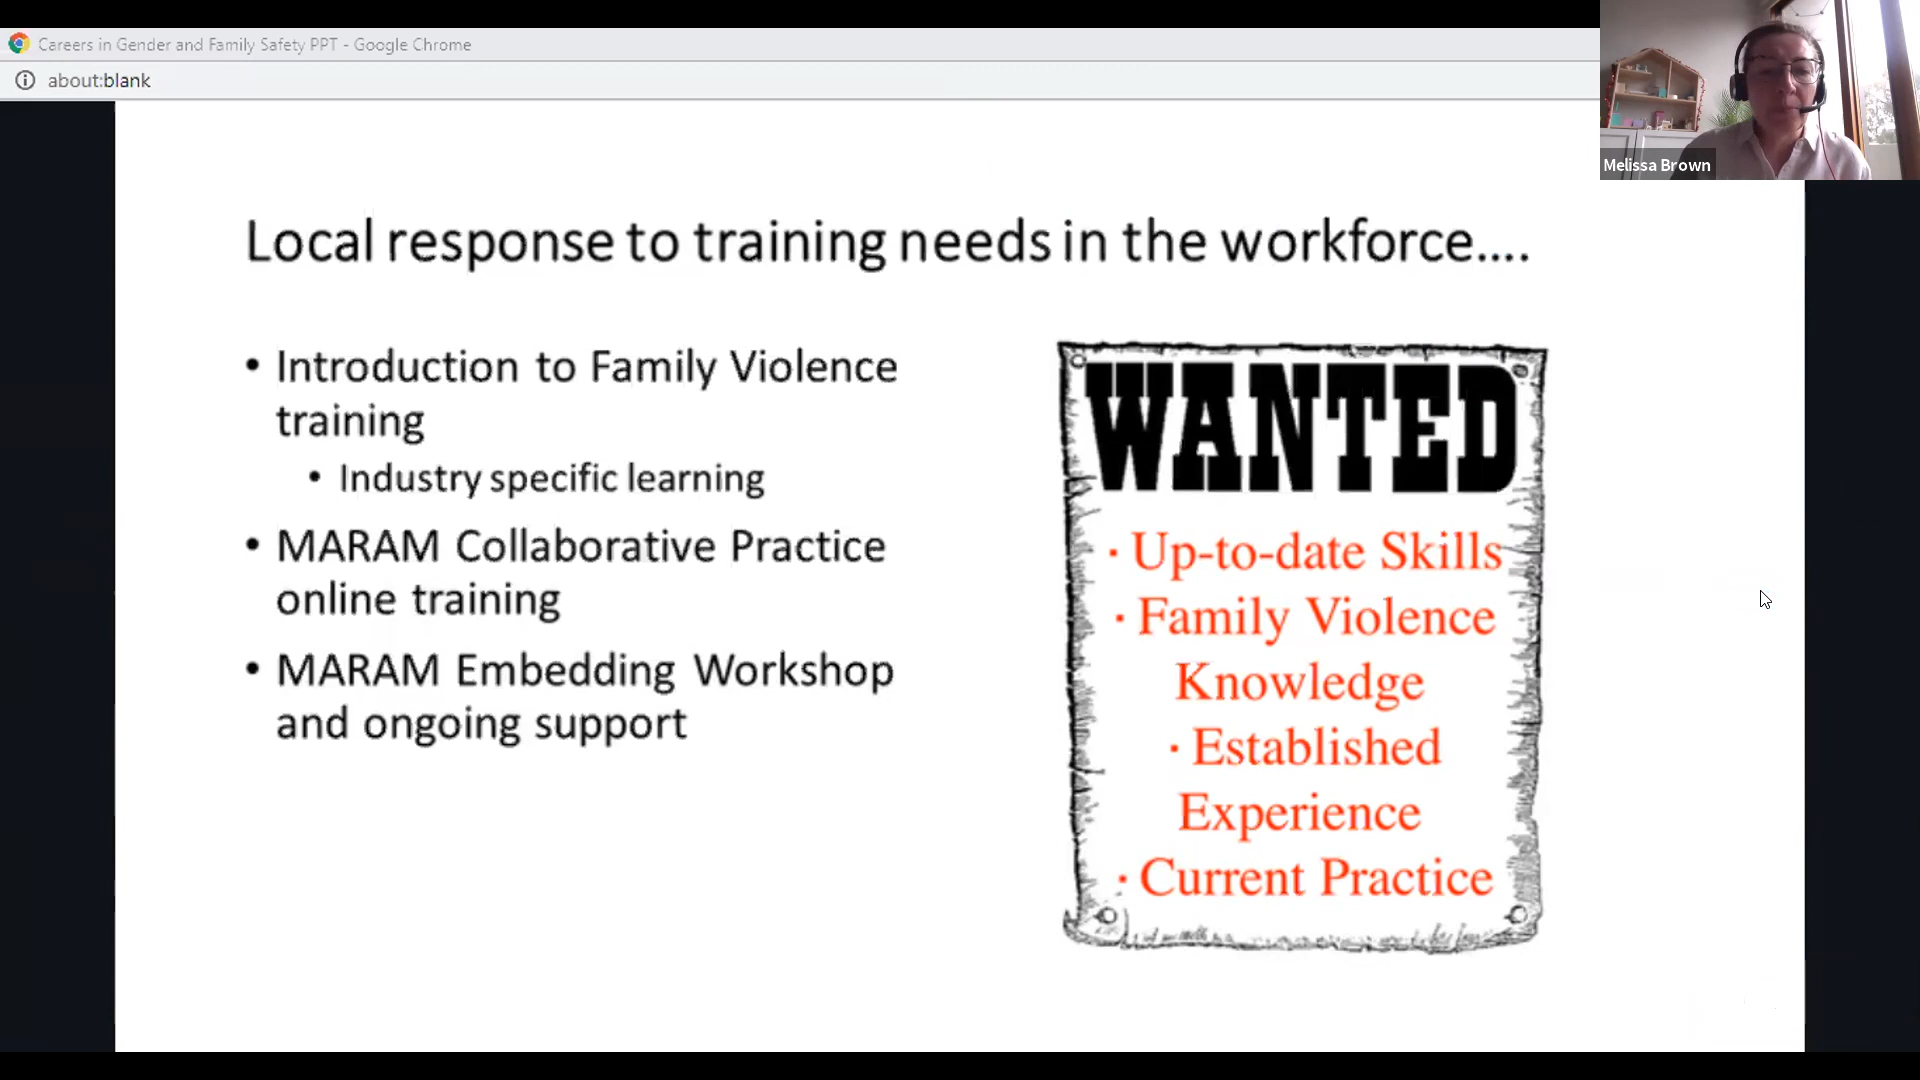 Careers in Gender and Family Safety PPT - Google Chrome
about:blank
Melissa Brown
Local response to training needs in the workforce....
• Introduction to Family Violence
training
• Industry specific learning
• MARAM Collaborative Practice
online training
• MARAM Embedding Workshop
and ongoing support
WANTED
· Up-to-date Skills
· Family Violence
Knowledge
· Established
Experience
· Current Practice